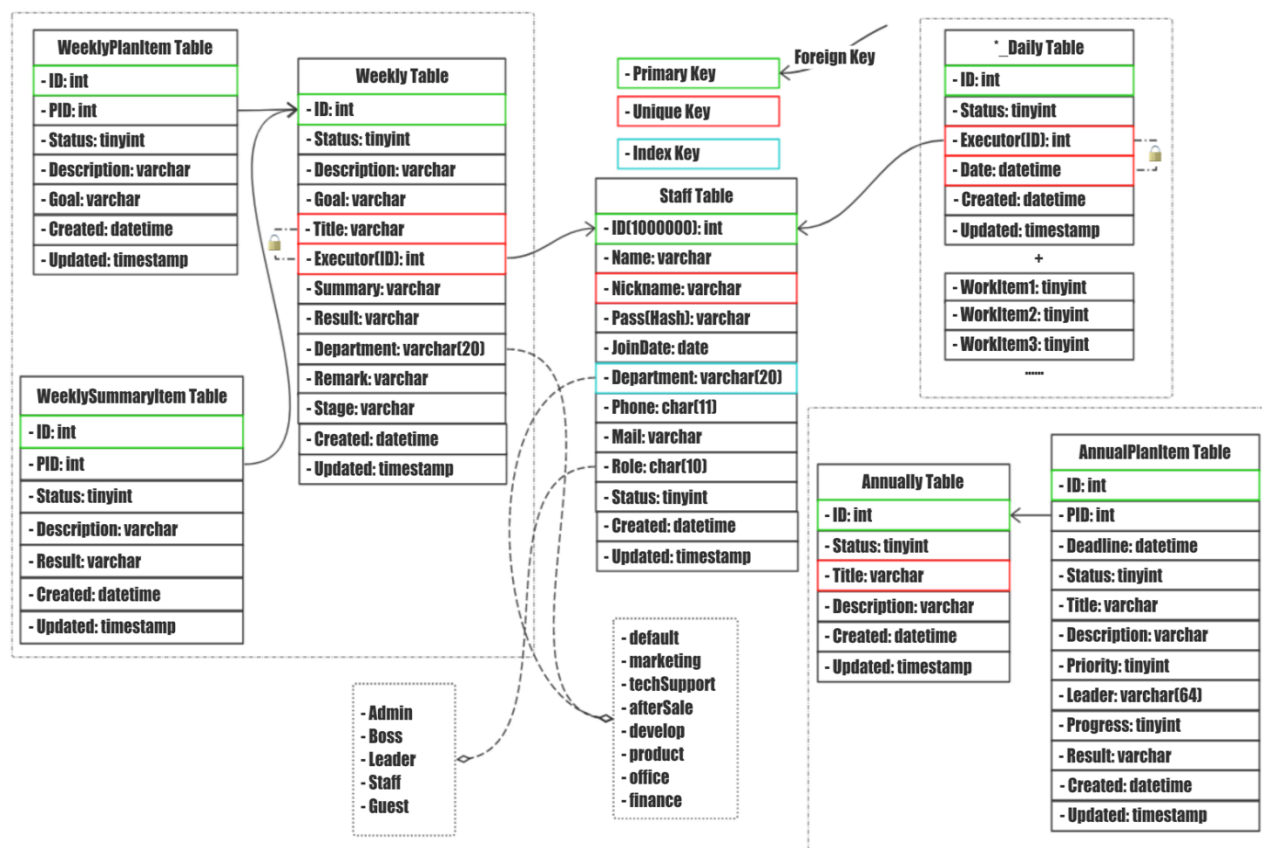 WeeklyPlanItem Table
- ID: int
- PID: int
- Status: tinyint
- Description: varchar
- Goal: varchar
- Created: datetime
- Updated: timestamp
Weekly Table
- ID: int
- Status: tinyint
- Description: varchar
- Goal: varchar
- Title: varchar
- Executor(ID): int
- Summary: varchar
- Result: varchar
- Department: varchar(20)
- Remark: varchar
- Stage: varchar
- Created: datetime
- Updated: timestamp
WeeklySummaryItem Table
- ID: int
- PID: int
- Status: tinyint
- Description: varchar
- Result: varchar
- Created: datetime
- Updated: timestamp
- Primary Key
Foreign Key
- Unique Key
- Index Key
Staff Table
- ID(1000000): int
- Name: varchar
- Nickname: varchar
- Pass(Hash): varchar
- JoinDate: date
- Department: varchar(20)
- Phone: char(11)
- Mail: varchar
- Role: char(10)
- Status: tinyint
- Created: datetime
- Updated: timestamp
*_Daily Table
- ID: int
- Status: tinyint
- Executor(ID): int
- Date: datetime
- Created: datetime
- Updated: timestamp
+
- WorkItem1: tinyint
- WorkItem2: tinyint
- WorkItem3: tinyint
......
Annually Table
- ID: int
- Status: tinyint
- Title: varchar
- Description: varchar
- Created: datetime
- Updated: timestamp
AnnualPlanItem Table
- ID: int
- PID: int
- Deadline: datetime
- Status: tinyint
- Title: varchar
- Description: varchar
- Priority: tinyint
- Leader: varchar(64)
- Progress: tinyint
- Result: varchar
- Created: datetime
- Updated: timestamp
- Admin
- Boss
- Leader
- Staff
- Guest
- default
- marketing
- techSupport
- afterSale
- develop
- product
- office
- finance